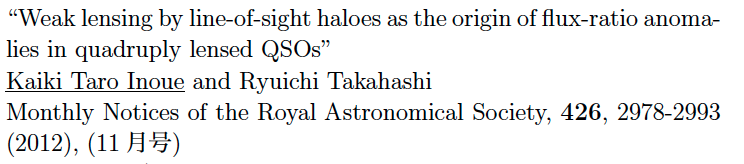 “Weak lensing by line-of-sight haloes as the origin of flux-ratio anoma-
lies in quadruply lensed QSOs”
Kaiki Taro Inoue and Ryuichi Takahashi
Monthly Notices of the Royal Astronomical Society, 426, 2978-2993
(2012), (11 月号)